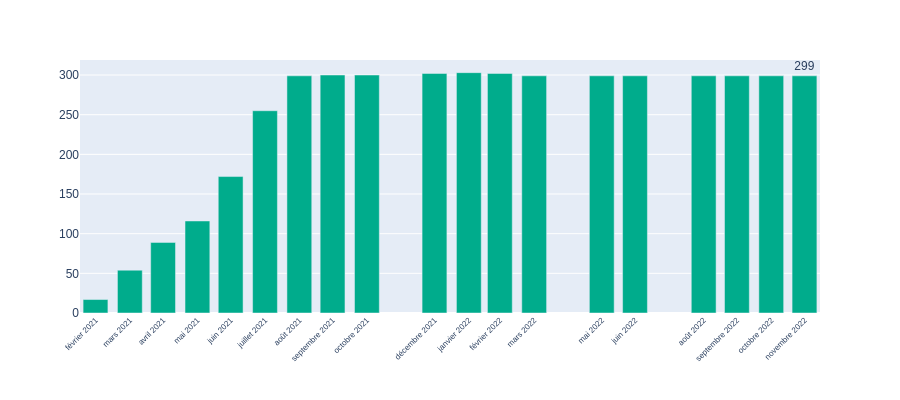 299
300
250
200
150
100
50
0
février 2021
mars 2021
avril 2021
mai 2021
juin 2021
juillet 2021
août 2021
septembre 2021
octobre 2021
décembre 2021
janvier 2022
février 2022
mars 2022
mai 2022
juin 2022
août 2022
septembre 2022
octobre 2022
novembre 2022